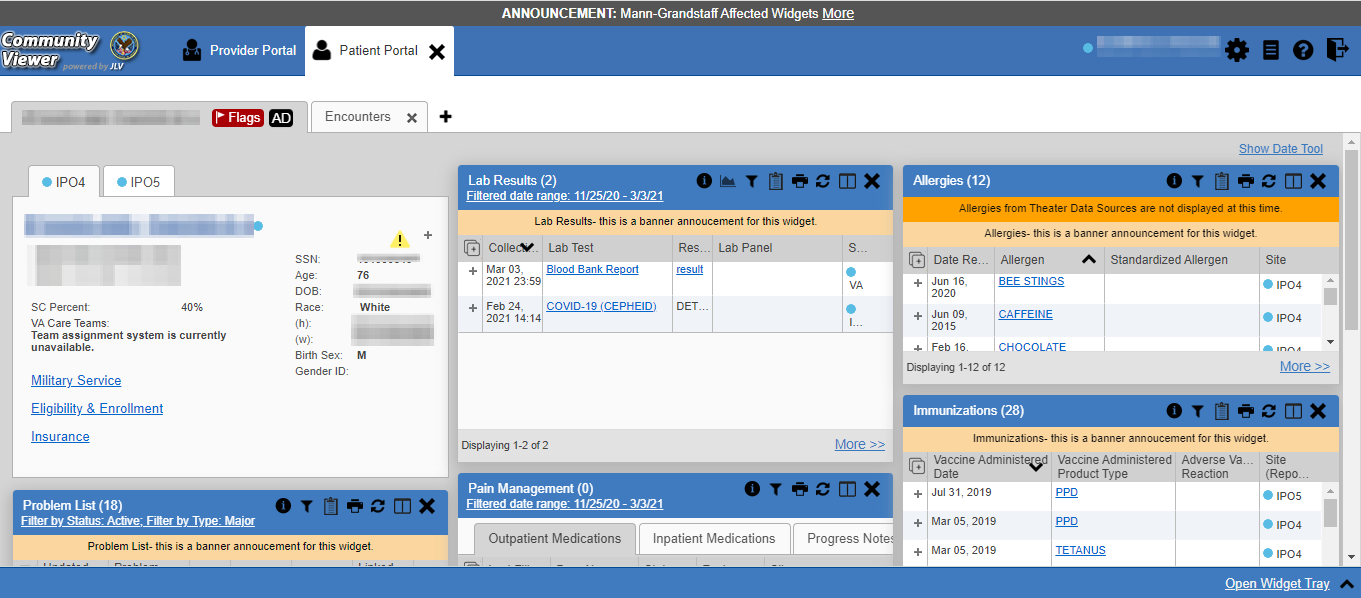 ANNOUNCEMENT: Mann-Grandstaff Affected Widgets More
Community
Viewer
powered by JLV
Provider Portal
Patient Portal
Flags
AD
Encounters
Show Date Tool
IPO4
IPO5
SSN:
Age: 76
DOB:
Race: White
(h):
(w):
Birth Sex: M
Gender ID:
SC Percent: 40%
VA Care Teams:
Team assignment system is currently
unavailable.
Military Service
Eligibility & Enrollment
Insurance
Problem List (18)
Filter by Status: Active; Filter by Type: Major
Problem List- this is a banner annoucement for this widget.
Lab Results (2)
Filtered date range: 11/25/20 - 3/3/21
Lab Results- this is a banner annoucement for this widget.
Collec... Lab Test Res... Lab Panel S...
Mar 03,
2021 23:59 Blood Bank Report result VA
Feb 24,
2021 14:14 COVID-19 (CEPHEID) DET... I...
Displaying 1-2 of 2 More >>
Pain Management (0)
Filtered date range: 11/25/20 - 3/3/21
Outpatient Medications
Inpatient Medications
Progress Notes
Allergies (12)
Allergies from Theater Data Sources are not displayed at this time.
Allergies- this is a banner announcement for this widget.
Date Re... Allergen Standardized Allergen Site
Jun 16,
2020 BEE STINGS IPO4
Jun 09,
2015 CAFFEINE IPO4
Feb 16, CHOCOLATE IPO4
Displaying 1-12 of 12 More >>
Immunizations (28)
Immunizations- this is a banner annoucement for this widget.
Vaccine Administered
Date
Vaccine Administered
Product Type
Adverse Va...
Reaction
Site
(Repo...
Jul 31, 2019 PPD IPO5
Mar 05, 2019 PPD IPO4
Mar 05, 2019 TETANUS IPO4
Open Widget Tray